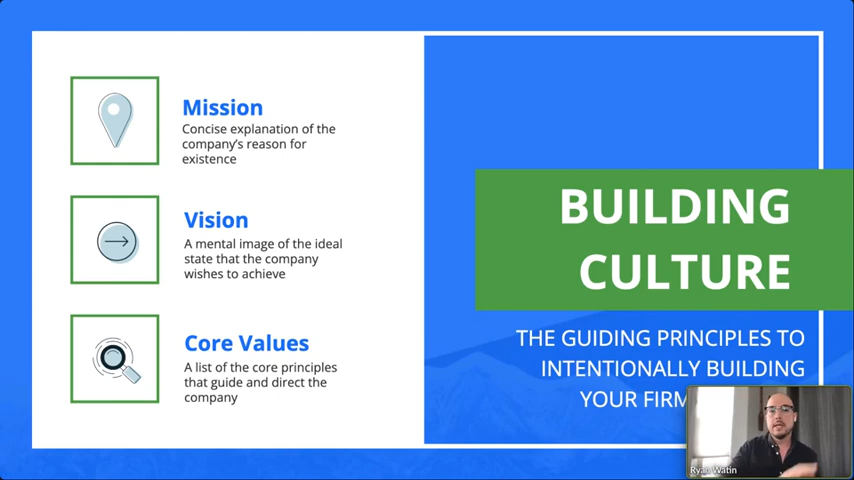 Mission
Concise explanation of the
company's reason for
existence
Vision
A mental image of the ideal
state that the company
wishes to achieve
Core Values
A list of the core principles
that guide and direct the
company
BUILDING
CULTURE
THE GUIDING PRINCIPLES TO
INTENTIONALLY BUILDING
YOUR FIRM
Ryan Watin